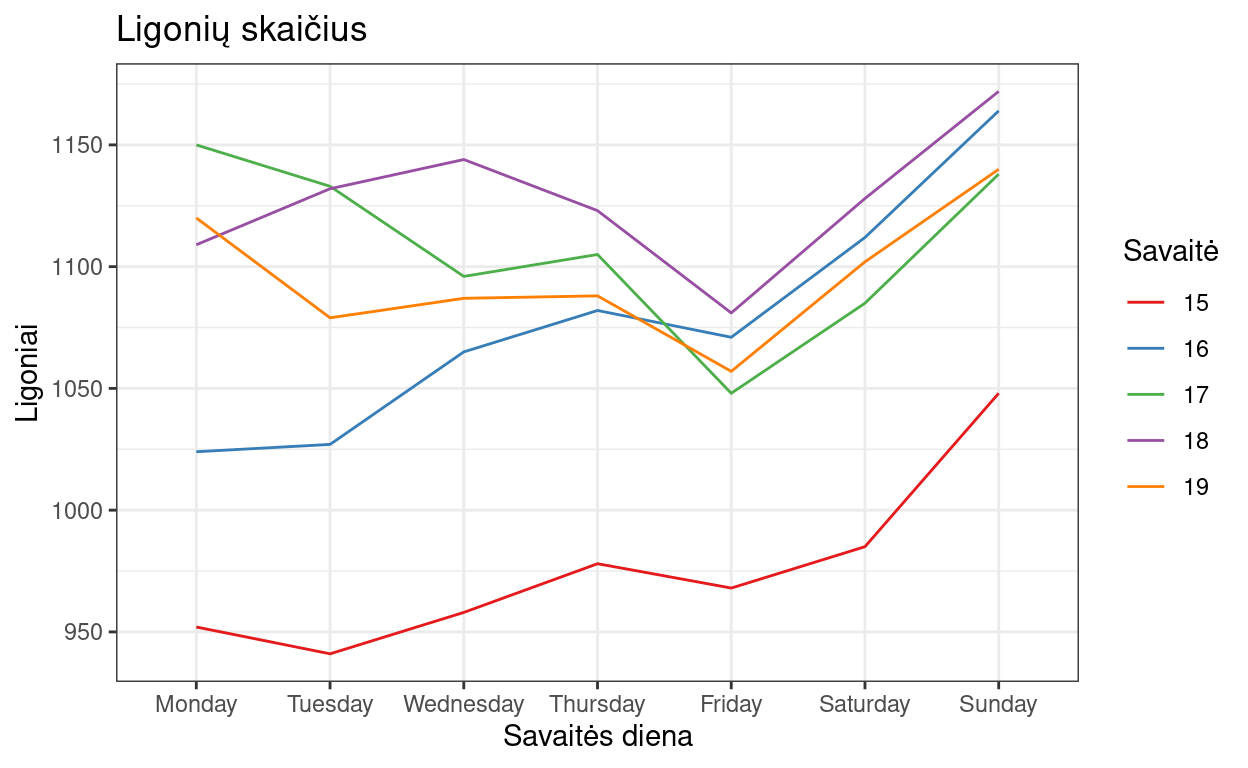 Ligonių skaičius
Ligoniai
1150
1100
1050
1000
950
Monday Tuesday Wednesday Thursday Friday Saturday Sunday
Savaitės diena
Savaitė
15
16
17
18
19